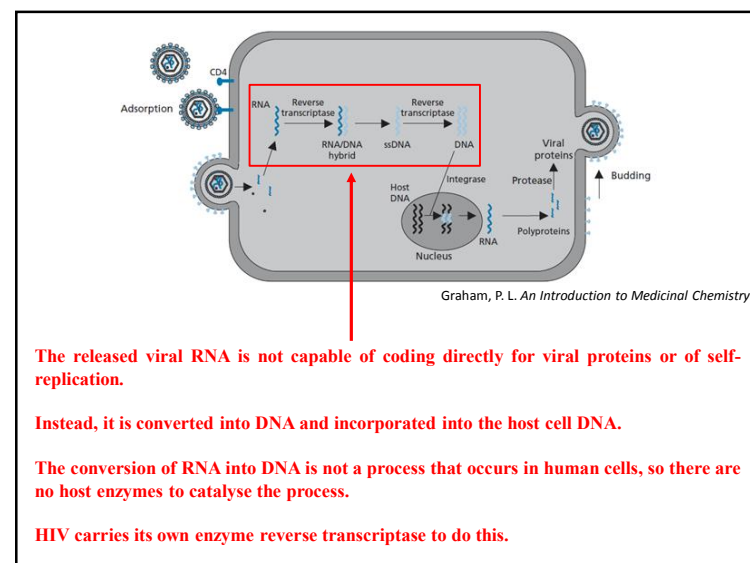 CD4
Adsorption
RNA
Reverse
transcriptase
RNA/DNA
hybrid
ssDNA
Reverse
transcriptase
DNA
Integrase
Host
DNA
Nucleus
RNA
Polyproteins
Protease
Viral
proteins
Budding
Graham, P. L. An Introduction to Medicinal Chemistry
The released viral RNA is not capable of coding directly for viral proteins or of self-
replication.
Instead, it is converted into DNA and incorporated into the host cell DNA.
The conversion of RNA into DNA is not a process that occurs in human cells, so there are
no host enzymes to catalyse the process.
HIV carries its own enzyme reverse transcriptase to do this.